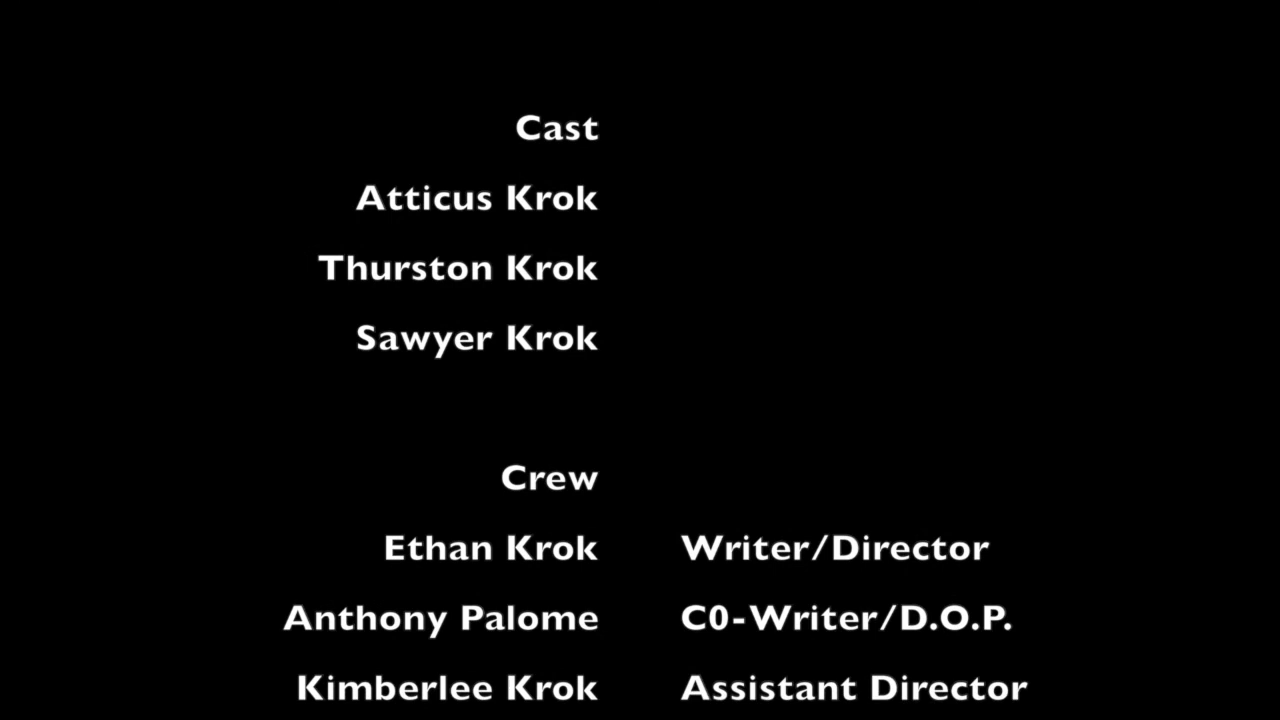 Cast
Atticus Krok
Thurston Krok
Sawyer Krok
Crew
Ethan Krok Writer/Director
Anthony Palome C0-Writer/D.O.P.
Kimberlee Krok Assistant Director